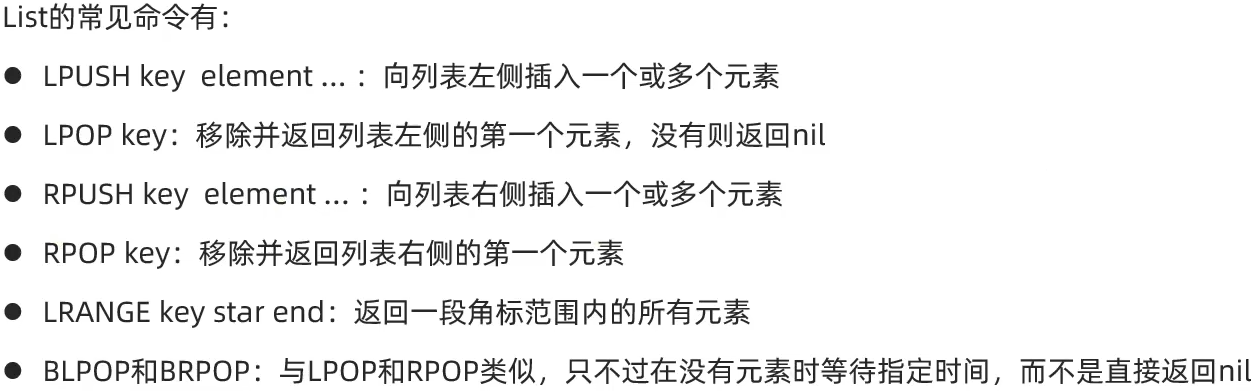 List的常见命令有：
● LPUSH key  element ... ：向列表左侧插入一个或多个元素
● LPOP key：移除并返回列表左侧的第一个元素，没有则返回nil
● RPUSH key  element ... ：向列表右侧插入一个或多个元素
● RPOP key：移除并返回列表右侧的第一个元素
● LRANGE key star end：返回一段角标范围内的所有元素
● BLPOP和BRPOP：与LPOP和RPOP类似，只不过在没有元素时等待指定时间，而不是直接返回nil